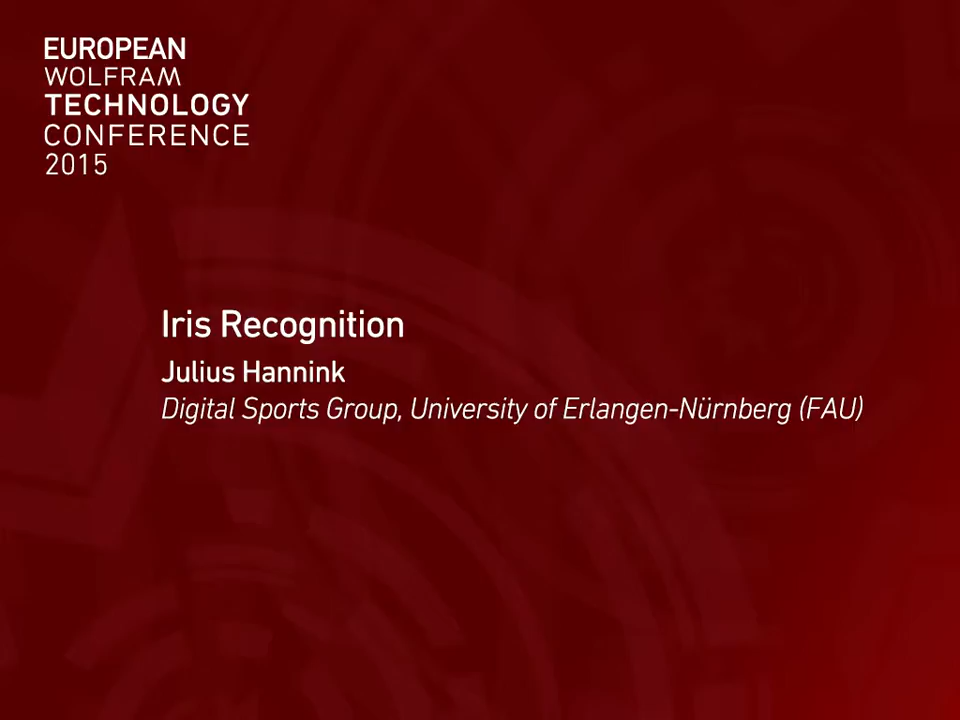 EUROPEAN
WOLFRAM
TECHNOLOGY
CONFERENCE
2015
Iris Recognition
Julius Hannink
Digital Sports Group, University of Erlangen-Nürnberg (FAU)